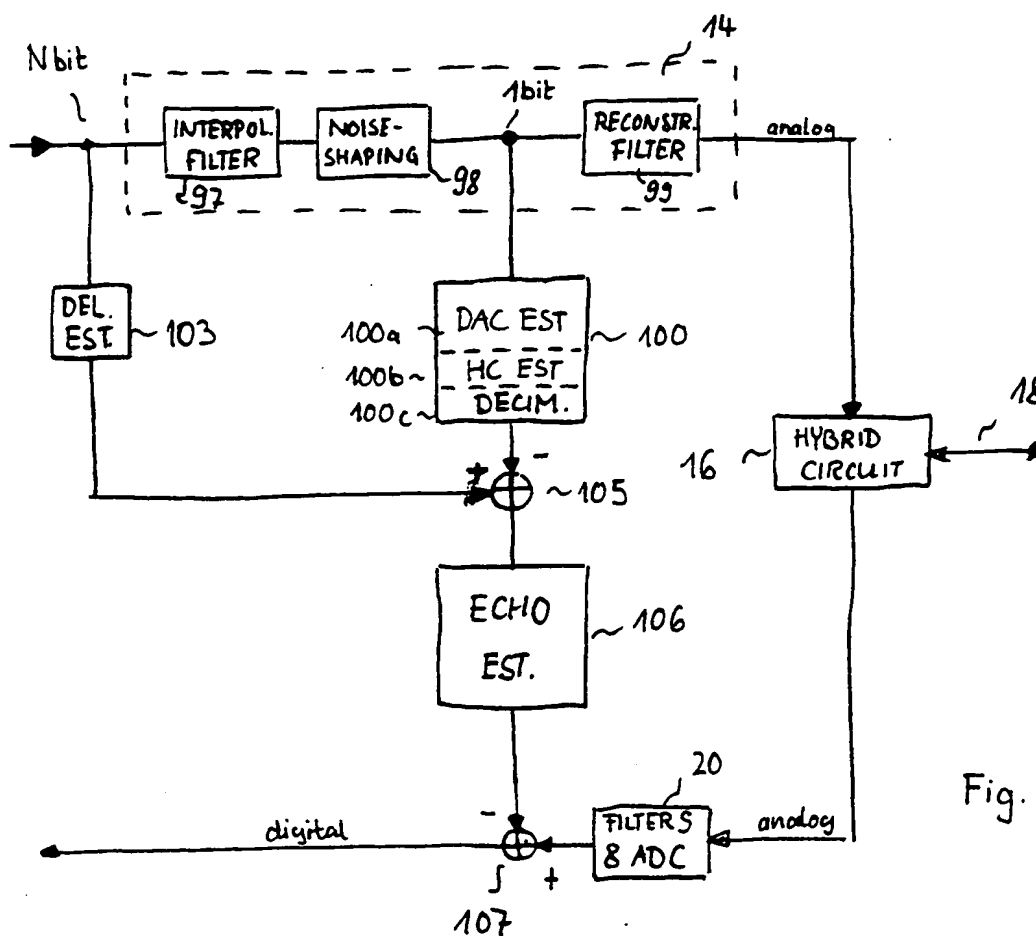 14
Nbit
1bit
INTERPOL.
FILTER
97
NOISE-
SHAPING
98
RECONSTR.
FILTER
99
analog
DEL.
EST.
103
100a
DAC EST
100
100b
HC EST
100c
DECIM.
18
16
HYBRID
CIRCUIT
+
-
105
ECHO
EST.
106
20
Fig.
digital
-
+
FILTERS
& ADC
analog
107